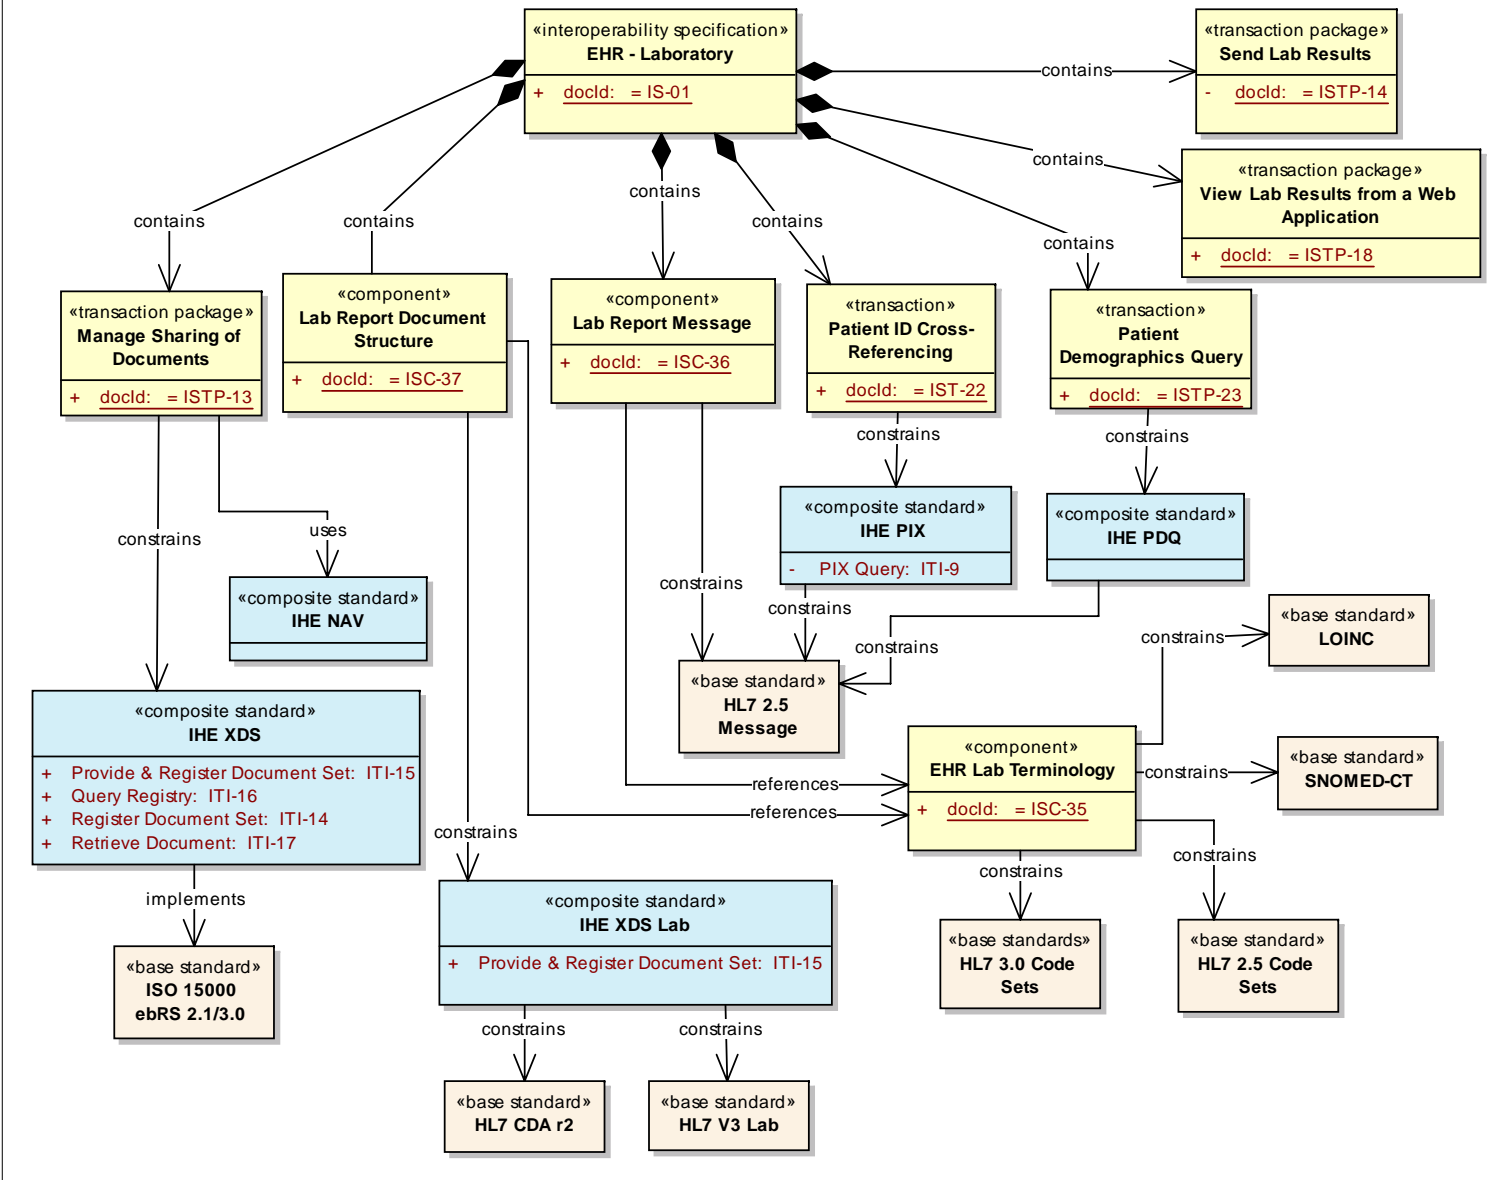 «interoperability specification»
EHR - Laboratory
+ docId: = IS-01
«transaction package»
Send Lab Results
- docId: = ISTP-14
contains
«transaction package»
View Lab Results from a Web
Application
+ docId: = ISTP-18
contains
contains
contains
contains
contains
contains
«transaction package»
Manage Sharing of
Documents
+ docId: = ISTP-13
«component»
Lab Report Document
Structure
+ docId: = ISC-37
«component»
Lab Report Message
+ docId: = ISC-36
«transaction»
Patient ID Cross-
Referencing
+ docId: = IST-22
«transaction»
Patient
Demographics Query
+ docId: = ISTP-23
constrains
uses
constrains
constrains
«composite standard»
IHE NAV
«composite standard»
IHE PIX
- PIX Query: ITI-9
«composite standard»
IHE PDQ
constrains
constrains
constrains
constrains
«base standard»
LOINC
«base standard»
HL7 2.5
Message
«composite standard»
IHE XDS
+ Provide & Register Document Set: ITI-15
+ Query Registry: ITI-16
+ Register Document Set: ITI-14
+ Retrieve Document: ITI-17
references
references
«component»
EHR Lab Terminology
+ docId: = ISC-35
constrains
«base standard»
SNOMED-CT
constrains
constrains
constrains
implements
«composite standard»
IHE XDS Lab
+ Provide & Register Document Set: ITI-15
«base standards»
HL7 3.0 Code
Sets
«base standard»
HL7 2.5 Code
Sets
«base standard»
ISO 15000
ebRS 2.1/3.0
constrains
constrains
«base standard»
HL7 CDA r2
«base standard»
HL7 V3 Lab